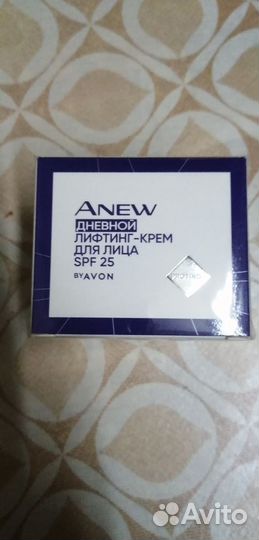 ANEW
ДНЕВНОЙ
ЛИФТИНГ-КРЕМ
ДЛЯ ЛИЦА
SPF 25
BY AVON
Avito